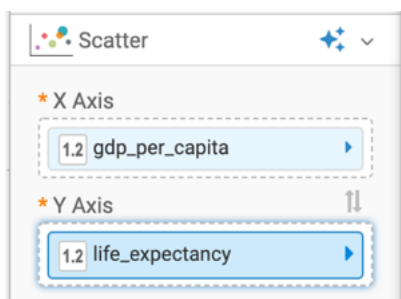 Scatter
* X Axis
1.2 gdp_per_capita
* Y Axis
1.2 life_expectancy